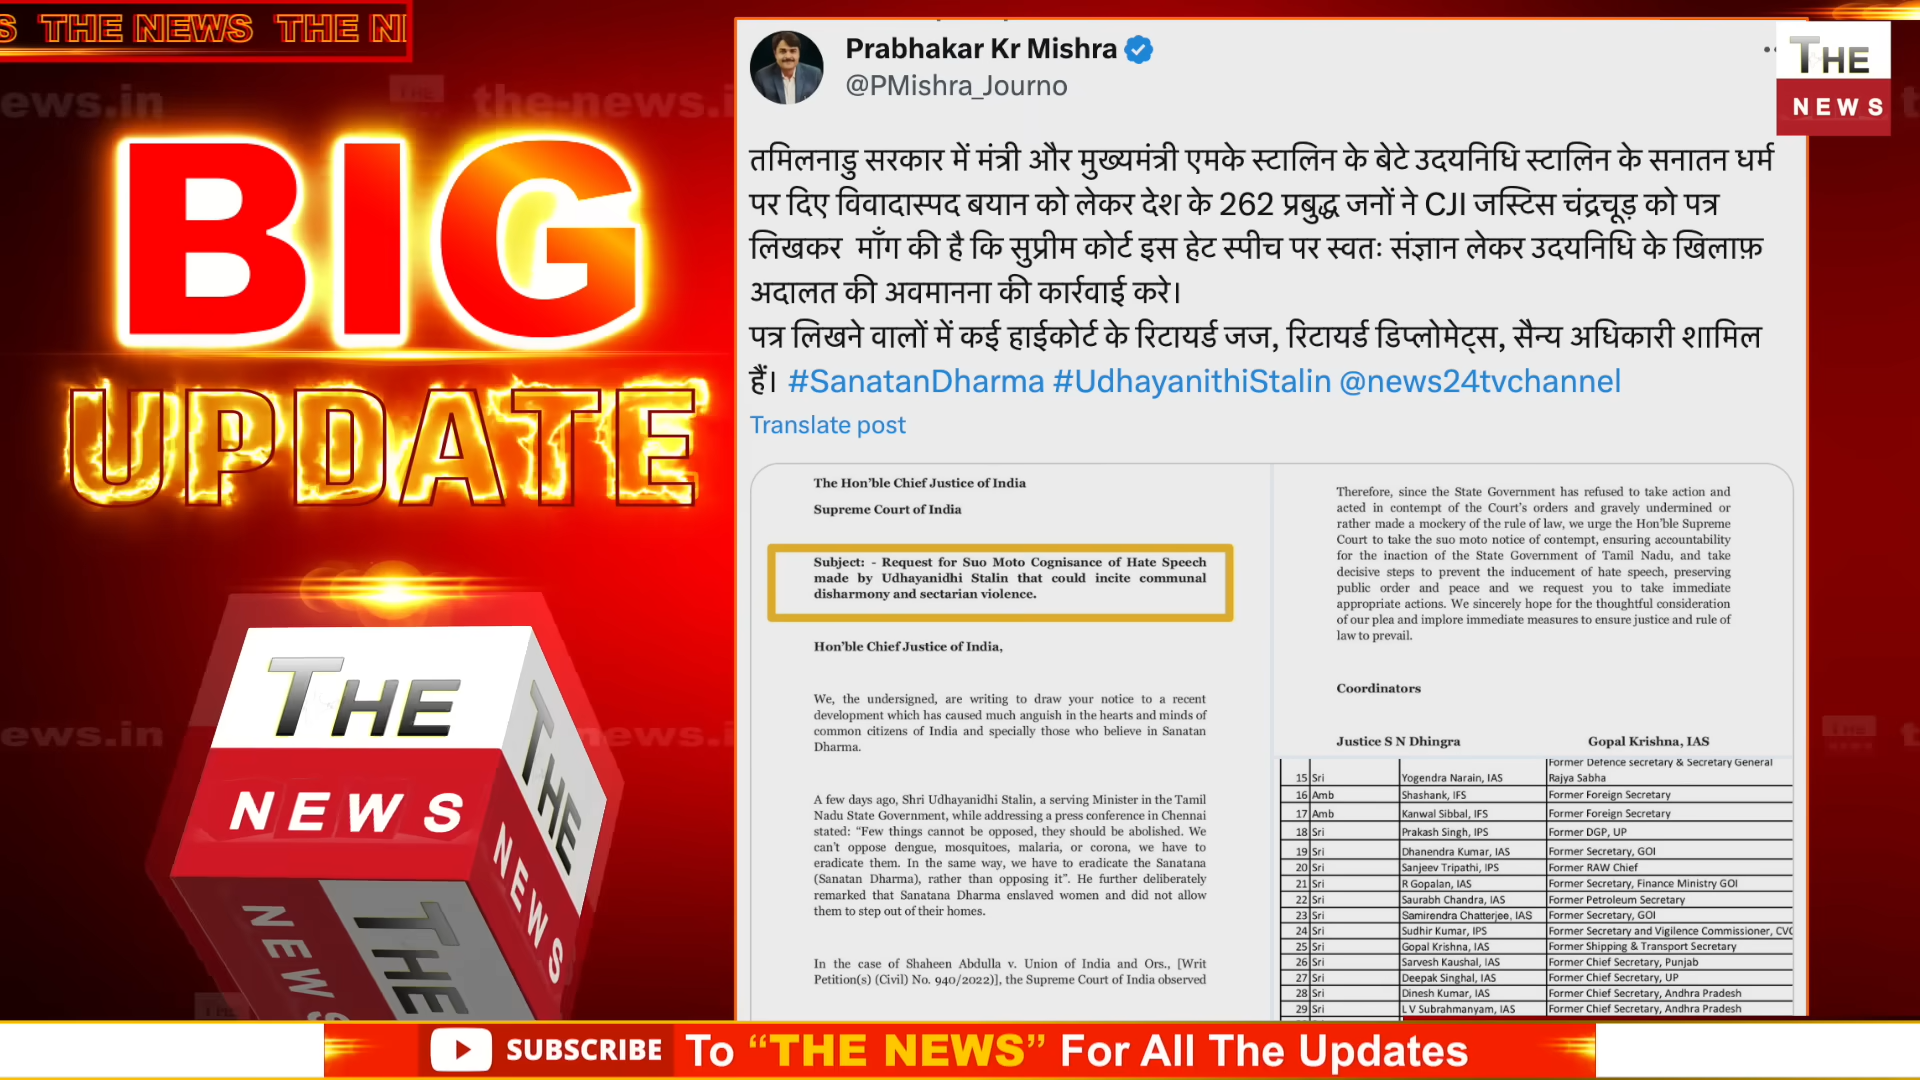 THE NEWS THE NE
ews.in
the-news.i
BIG
UPDATE
THE
NEWS
THE
NEWS
NEWS
THE
ews.in
news.i
Prabhakar Kr Mishra
@PMishra_Journo
THE
NEWS
तमिलनाडु सरकार में मंत्री और मुख्यमंत्री एमके स्टालिन के बेटे उदयनिधि स्टालिन के सनातन धर्म
पर दिए विवादास्पद बयान को लेकर देश के 262 प्रबुद्ध जनों ने CJI जस्टिस चंद्रचूड़ को पत्र
लिखकर माँग की है कि सुप्रीम कोर्ट इस हेट स्पीच पर स्वतः संज्ञान लेकर उदयनिधि के खिलाफ़
अदालत की अवमानना की कार्रवाई करे।
पत्र लिखने वालों में कई हाईकोर्ट के रिटायर्ड जज, रिटायर्ड डिप्लोमेट्स, सैन्य अधिकारी शामिल
हैं। #SanatanDharma #UdhayanithiStalin @news24tvchannel
Translate post
The Hon'ble Chief Justice of India
Supreme Court of India
Subject: - Request for Suo Moto Cognisance of Hate Speech
made by Udhayanidhi Stalin that could incite communal
disharmony and sectarian violence.
Hon'ble Chief Justice of India,
We, the undersigned, are writing to draw your notice to a recent
development which has caused much anguish in the hearts and minds of
common citizens of India and specially those who believe in Sanatan
Dharma.
A few days ago, Shri Udhayanidhi Stalin, a serving Minister in the Tamil
Nadu State Government, while addressing a press conference in Chennai
stated: "Few things cannot be opposed, they should be abolished. We
can't oppose dengue, mosquitoes, malaria, or corona, we have to
eradicate them. In the same way, we have to eradicate the Sanatana
(Sanatan Dharma), rather than opposing it". He further deliberately
remarked that Sanatana Dharma enslaved women and did not allow
them to step out of their homes.
In the case of Shaheen Abdulla v. Union of India and Ors., [Writ
Petition(s) (Civil) No. 940/2022)], the Supreme Court of India observed
Therefore, since the State Government has refused to take action and
acted in contempt of the Court's orders and gravely undermined or
rather made a mockery of the rule of law, we urge the Hon'ble Supreme
Court to take the suo moto notice of contempt, ensuring accountability
for the inaction of the State Government of Tamil Nadu, and take
decisive steps to prevent the inducement of hate speech, preserving
public order and peace and we request you to take immediate
appropriate actions. We sincerely hope for the thoughtful consideration
of our plea and implore immediate measures to ensure justice and rule of
law to prevail.
Coordinators
Justice S N Dhingra Gopal Krishna, IAS
Former Defence secretary & Secretary General
15 Sri Yogendra Narain, IAS Rajya Sabha
16 Amb Shashank, IFS Former Foreign Secretary
17 Amb Kanwal Sibbal, IFS Former Foreign Secretary
18 Sri Prakash Singh, IPS Former DGP, UP
19 Sri Dhanendra Kumar, IAS Former Secretary, GOI
20 Sri Sanjeev Tripathi, IPS Former RAW Chief
21 Sri R Gopalan, IAS Former Secretary, Finance Ministry GOI
22 Sri Saurabh Chandra, IAS Former Petroleum Secretary
23 Sri Samirendra Chatterjee, IAS Former Secretary, GOI
24 Sri Sudhir Kumar, IPS Former Secretary and Vigilence Commissioner, CVC
25 Sri Gopal Krishna, IAS Former Shipping & Transport Secretary
26 Sri Sarvesh Kaushal, IAS Former Chief Secretary, Punjab
27 Sri Deepak Singhal, IAS Former Chief Secretary, UP
28 Sri Dinesh Kumar, IAS Former Chief Secretary, Andhra Pradesh
29 Sri L V Subrahmanyam, IAS Former Chief Secretary, Andhra Pradesh
SUBSCRIBE To "THE NEWS" For All The Updates